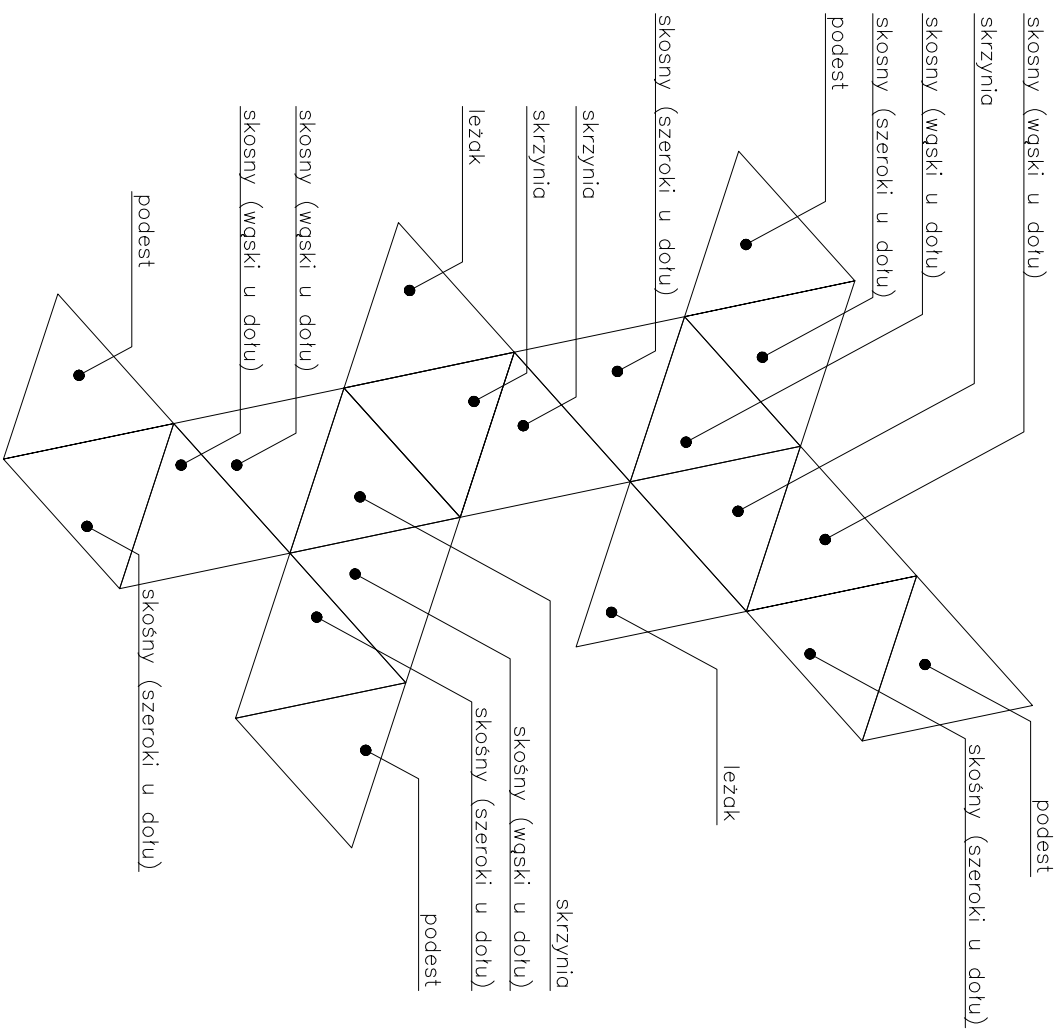 podest
skosny (wąski u dołu)
skrzynia
skośny (szeroki u dołu)
skosny (wąski u dołu)
skosny (szeroki u dołu)
podest
leżak
skosny (szeroki u dołu)
skrzynia
skrzynia
skrzynia
skośny (wąski u dołu)
skośny (szeroki u dołu)
leżak
podest
skosny (wąski u dołu)
skosny (wąski u dołu)
skośny (szeroki u dołu)
podest